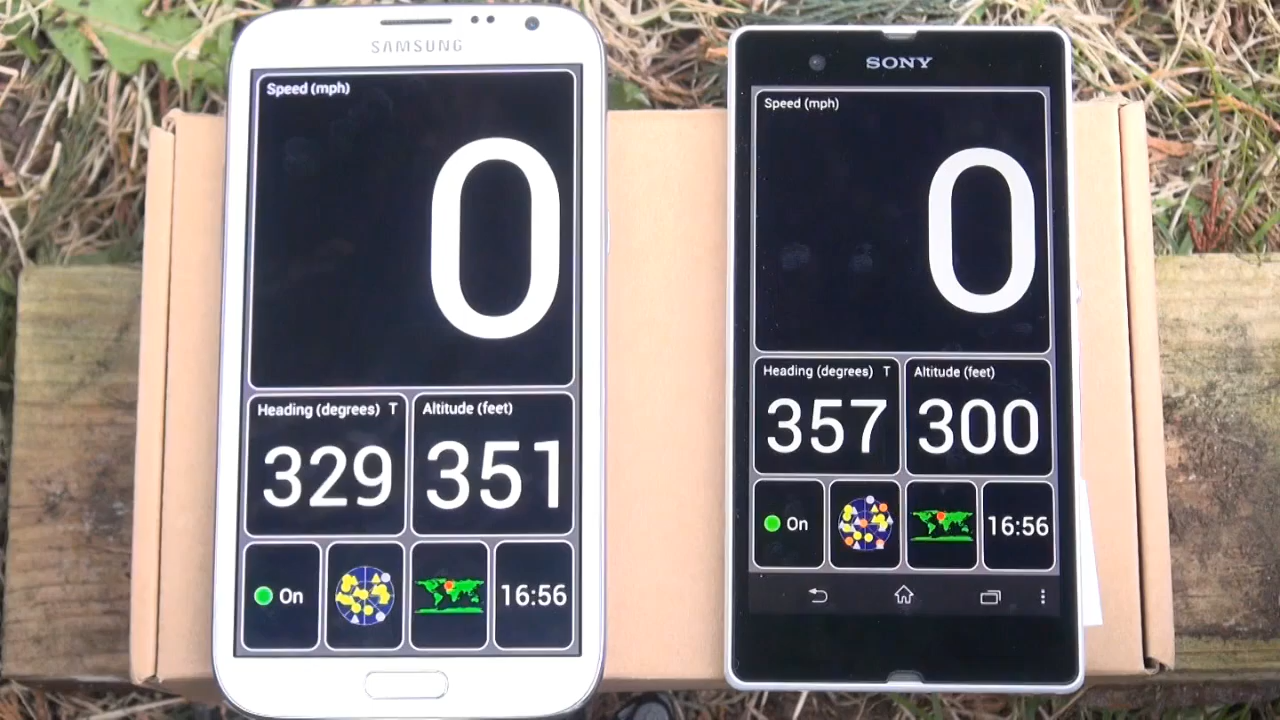 SAMSUNG
Speed (mph)
0
Heading (degrees) T
329
Altitude (feet)
351
On
16:56
SONY
Speed (mph)
0
Heading (degrees) T
357
Altitude (feet)
300
On
16:56